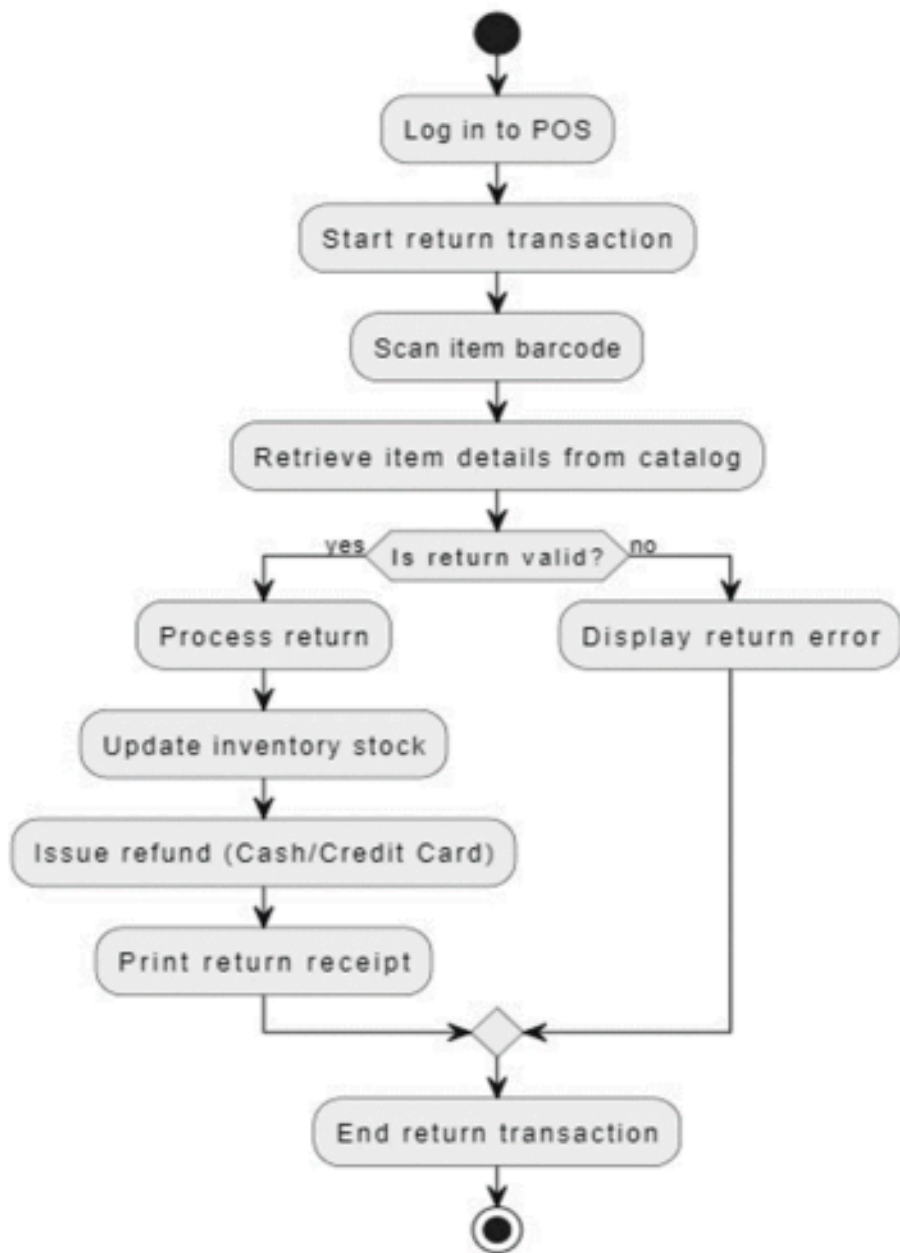 Log in to POS
Start return transaction
Scan item barcode
Retrieve item details from catalog
yes
Is return valid?
no
Process return
Display return error
Update inventory stock
Issue refund (Cash/Credit Card)
Print return receipt
End return transaction